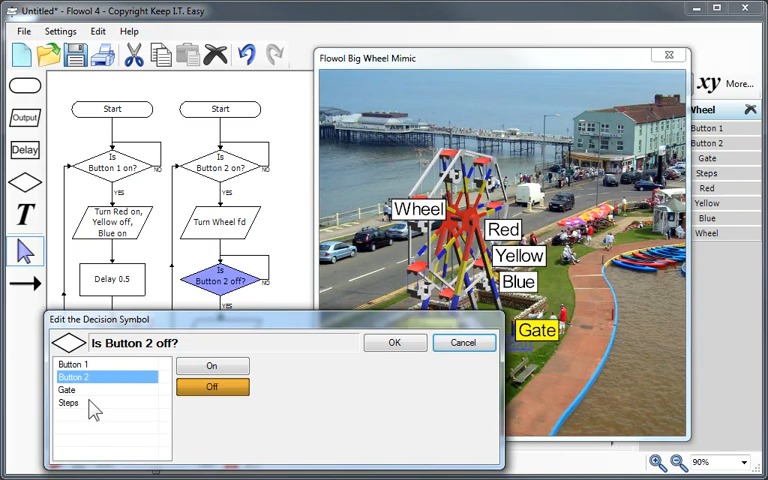 Untitled* - Flowol 4 - Copyright Keep I.T. Easy
File Settings Edit Help
Flowol Big Wheel Mimic
xy More...
Output
Delay
T
Start
Is
Button 1 on?
NO
YES
Turn Red on,
Yellow off,
Blue on
Delay 0.5
Start
Is
Button 2 on?
NO
YES
Turn Wheel fd
Is
Button 2 off?
NO
YES
Wheel
Red
Yellow
Blue
Gate
Wheel
Button 1
Button 2
Gate
Steps
Red
Yellow
Blue
Wheel
Edit the Decision Symbol
Is Button 2 off?
OK
Cancel
Button 1
Button 2
Gate
Steps
On
Off
90%